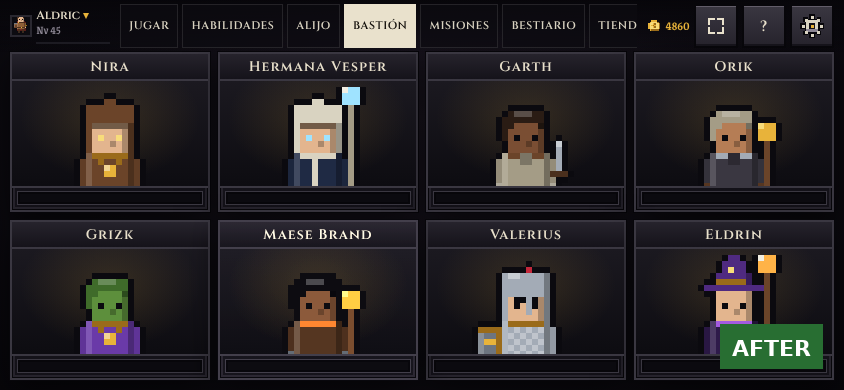 ALDRIC ▾
Nv 45
JUGAR
HABILIDADES
ALIJO
BASTIÓN
MISIONES
BESTIARIO
TIEND
4860
?
NIRA
HERMANA VESPER
GARTH
ORIK
GRIZK
MAESE BRAND
VALERIUS
ELDRIN
AFTER